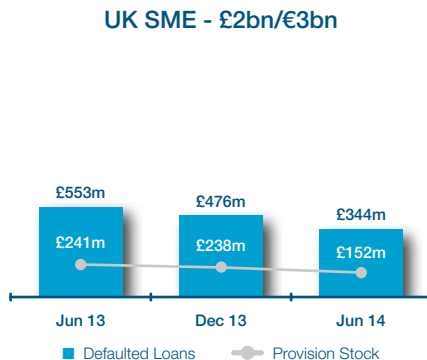 UK SME - £2bn/€3bn
£553m
£476m
£344m
£241m
£238m
£152m
Jun 13
Dec 13
Jun 14
Defaulted Loans
Provision Stock